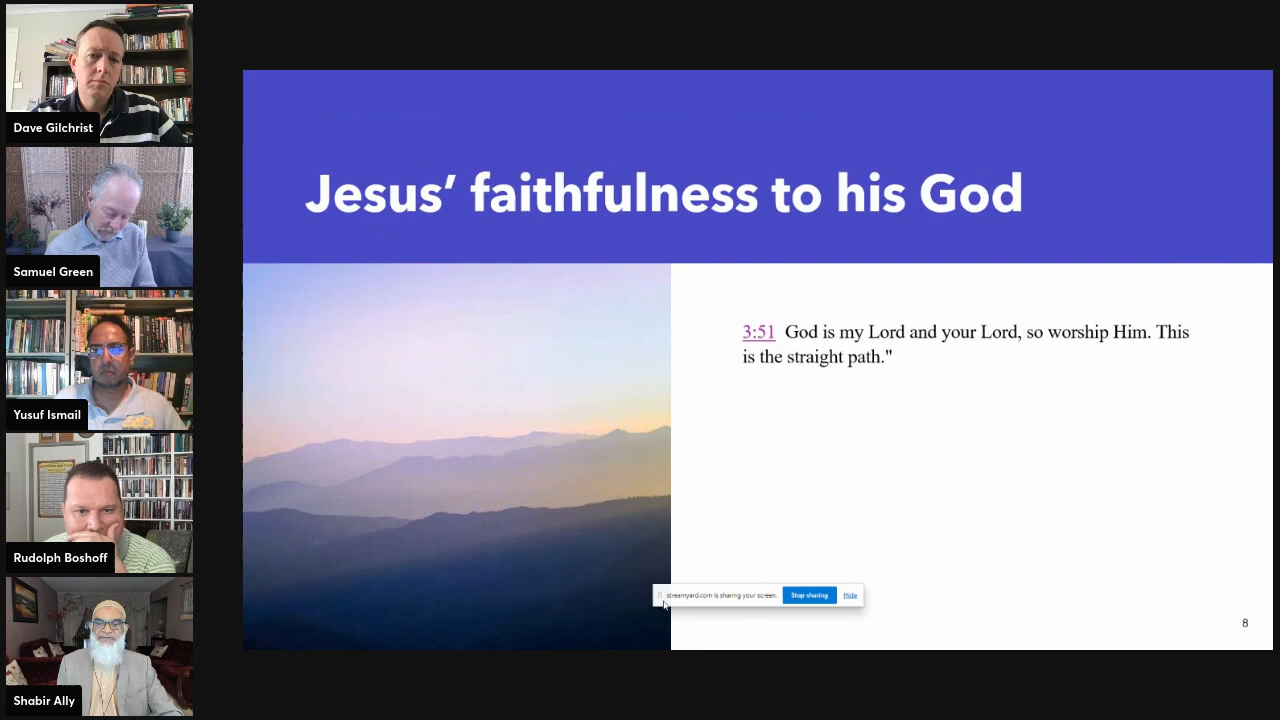 Dave Gilchrist
Samuel Green
Yusuf Ismail
Rudolph Boshoff
Shabir Ally
Jesus’ faithfulness to his God
3:51 God is my Lord and your Lord, so worship Him. This
is the straight path."
streamyard.com is sharing your screen. Stop sharing Hide
8